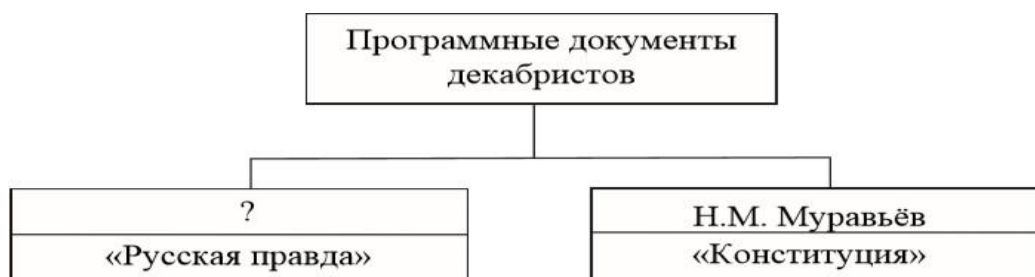 Программные документы
декабристов
?
«Русская правда»
Н.М. Муравьёв
«Конституция»